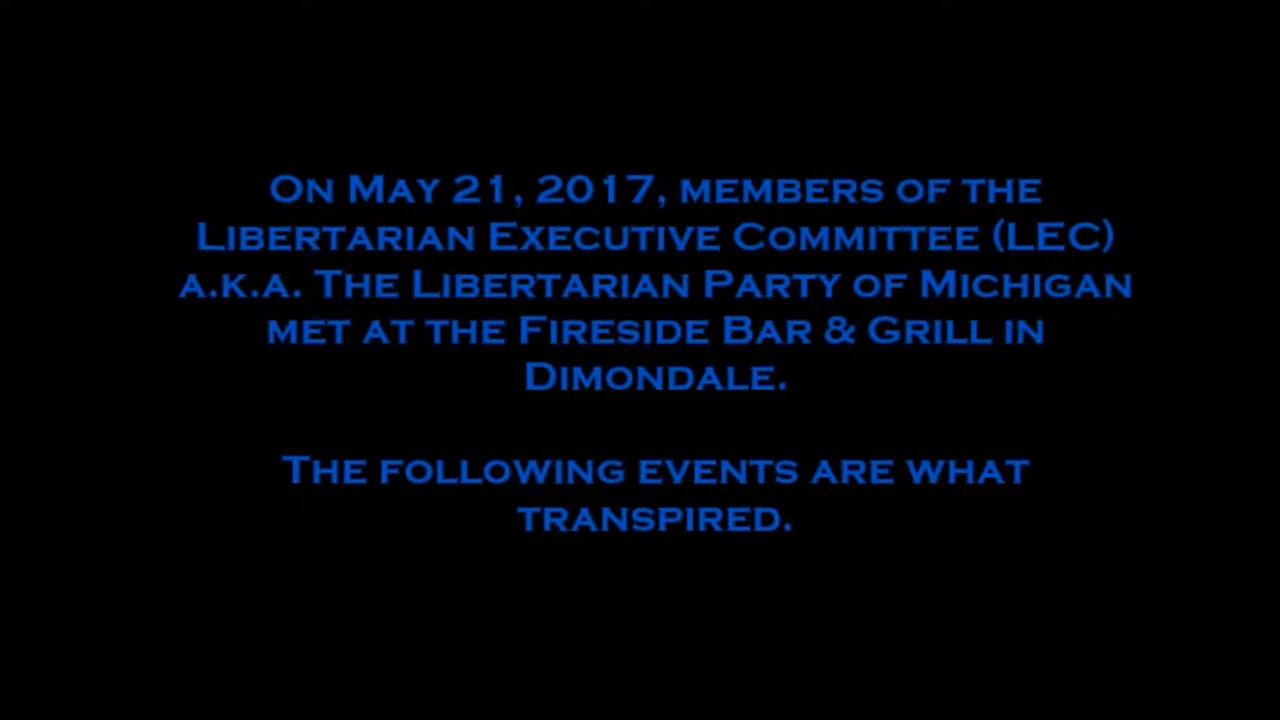 On May 21, 2017, members of the
Libertarian Executive Committee (LEC)
a.k.a. The Libertarian Party of Michigan
met at the Fireside Bar & Grill in
Dimondale.
The following events are what
transpired.